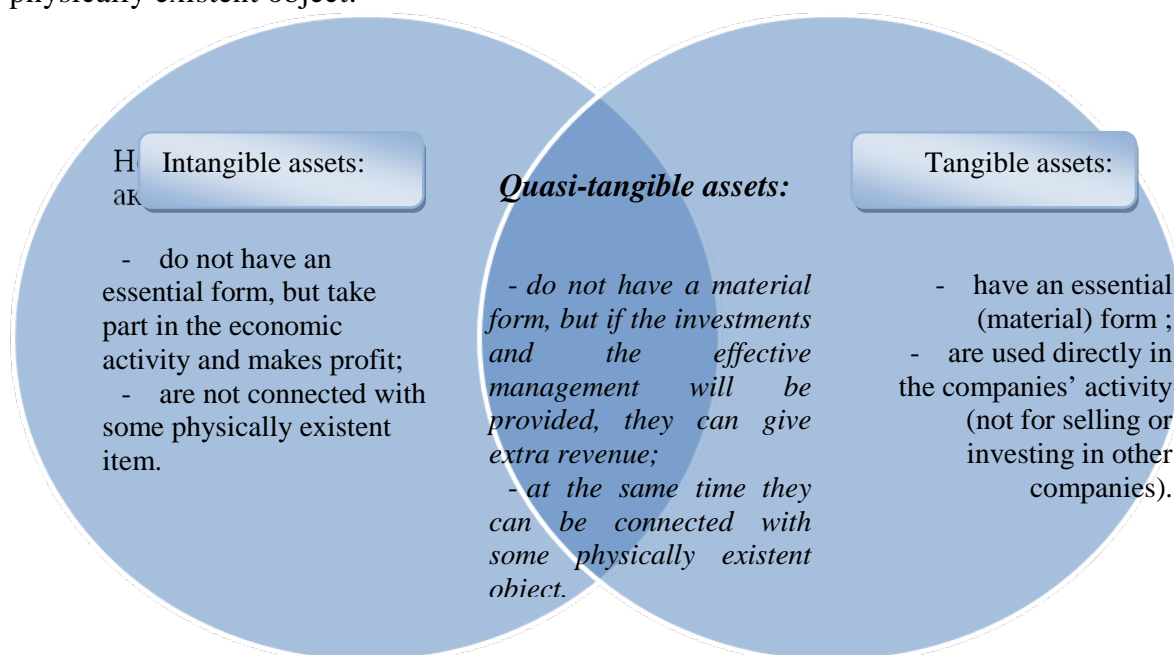 physically existent object.
Intangible assets:
- do not have an
essential form, but take
part in the economic
activity and makes profit;
- are not connected with
some physically existent
item.
Quasi-tangible assets:
- do not have a material
form, but if the investments
and the effective
management will be
provided, they can give
extra revenue;
- at the same time they
can be connected with
some physically existent
object.
Tangible assets:
- have an essential
(material) form ;
- are used directly in
the companies’ activity
(not for selling or
investing in other
companies).